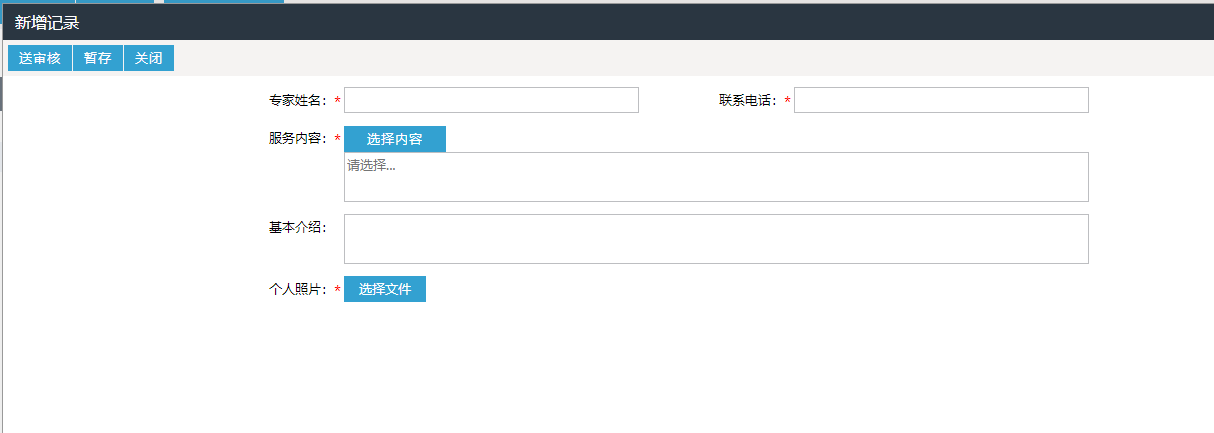 新增记录
送审核 暂存 关闭
专家姓名: * 联系电话: *
服务内容: * 选择内容
请选择...
基本介绍:
个人照片: * 选择文件